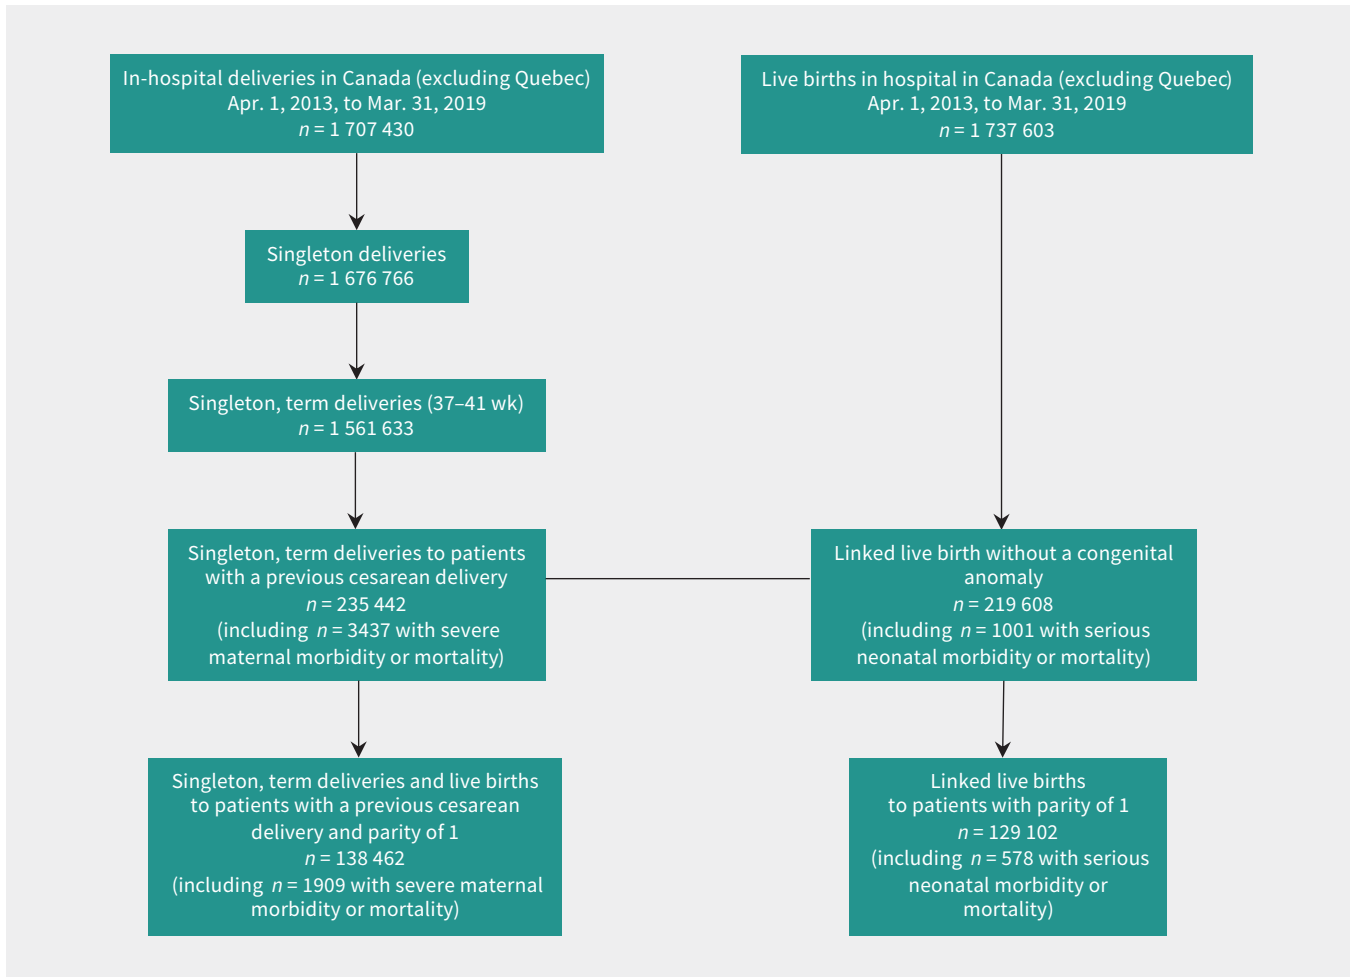 In-hospital deliveries in Canada (excluding Quebec)
Apr. 1, 2013, to Mar. 31, 2019
n = 1 707 430
Live births in hospital in Canada (excluding Quebec)
Apr. 1, 2013, to Mar. 31, 2019
n = 1 737 603
Singleton deliveries
n = 1 676 766
Singleton, term deliveries (37–41 wk)
n = 1 561 633
Singleton, term deliveries to patients
with a previous cesarean delivery
n = 235 442
(including n = 3437 with severe
maternal morbidity or mortality)
Linked live birth without a congenital
anomaly
n = 219 608
(including n = 1001 with serious
neonatal morbidity or mortality)
Singleton, term deliveries and live births
to patients with a previous cesarean
delivery and parity of 1
n = 138 462
(including n = 1909 with severe maternal
morbidity or mortality)
Linked live births
to patients with parity of 1
n = 129 102
(including n = 578 with serious
neonatal morbidity or
mortality)